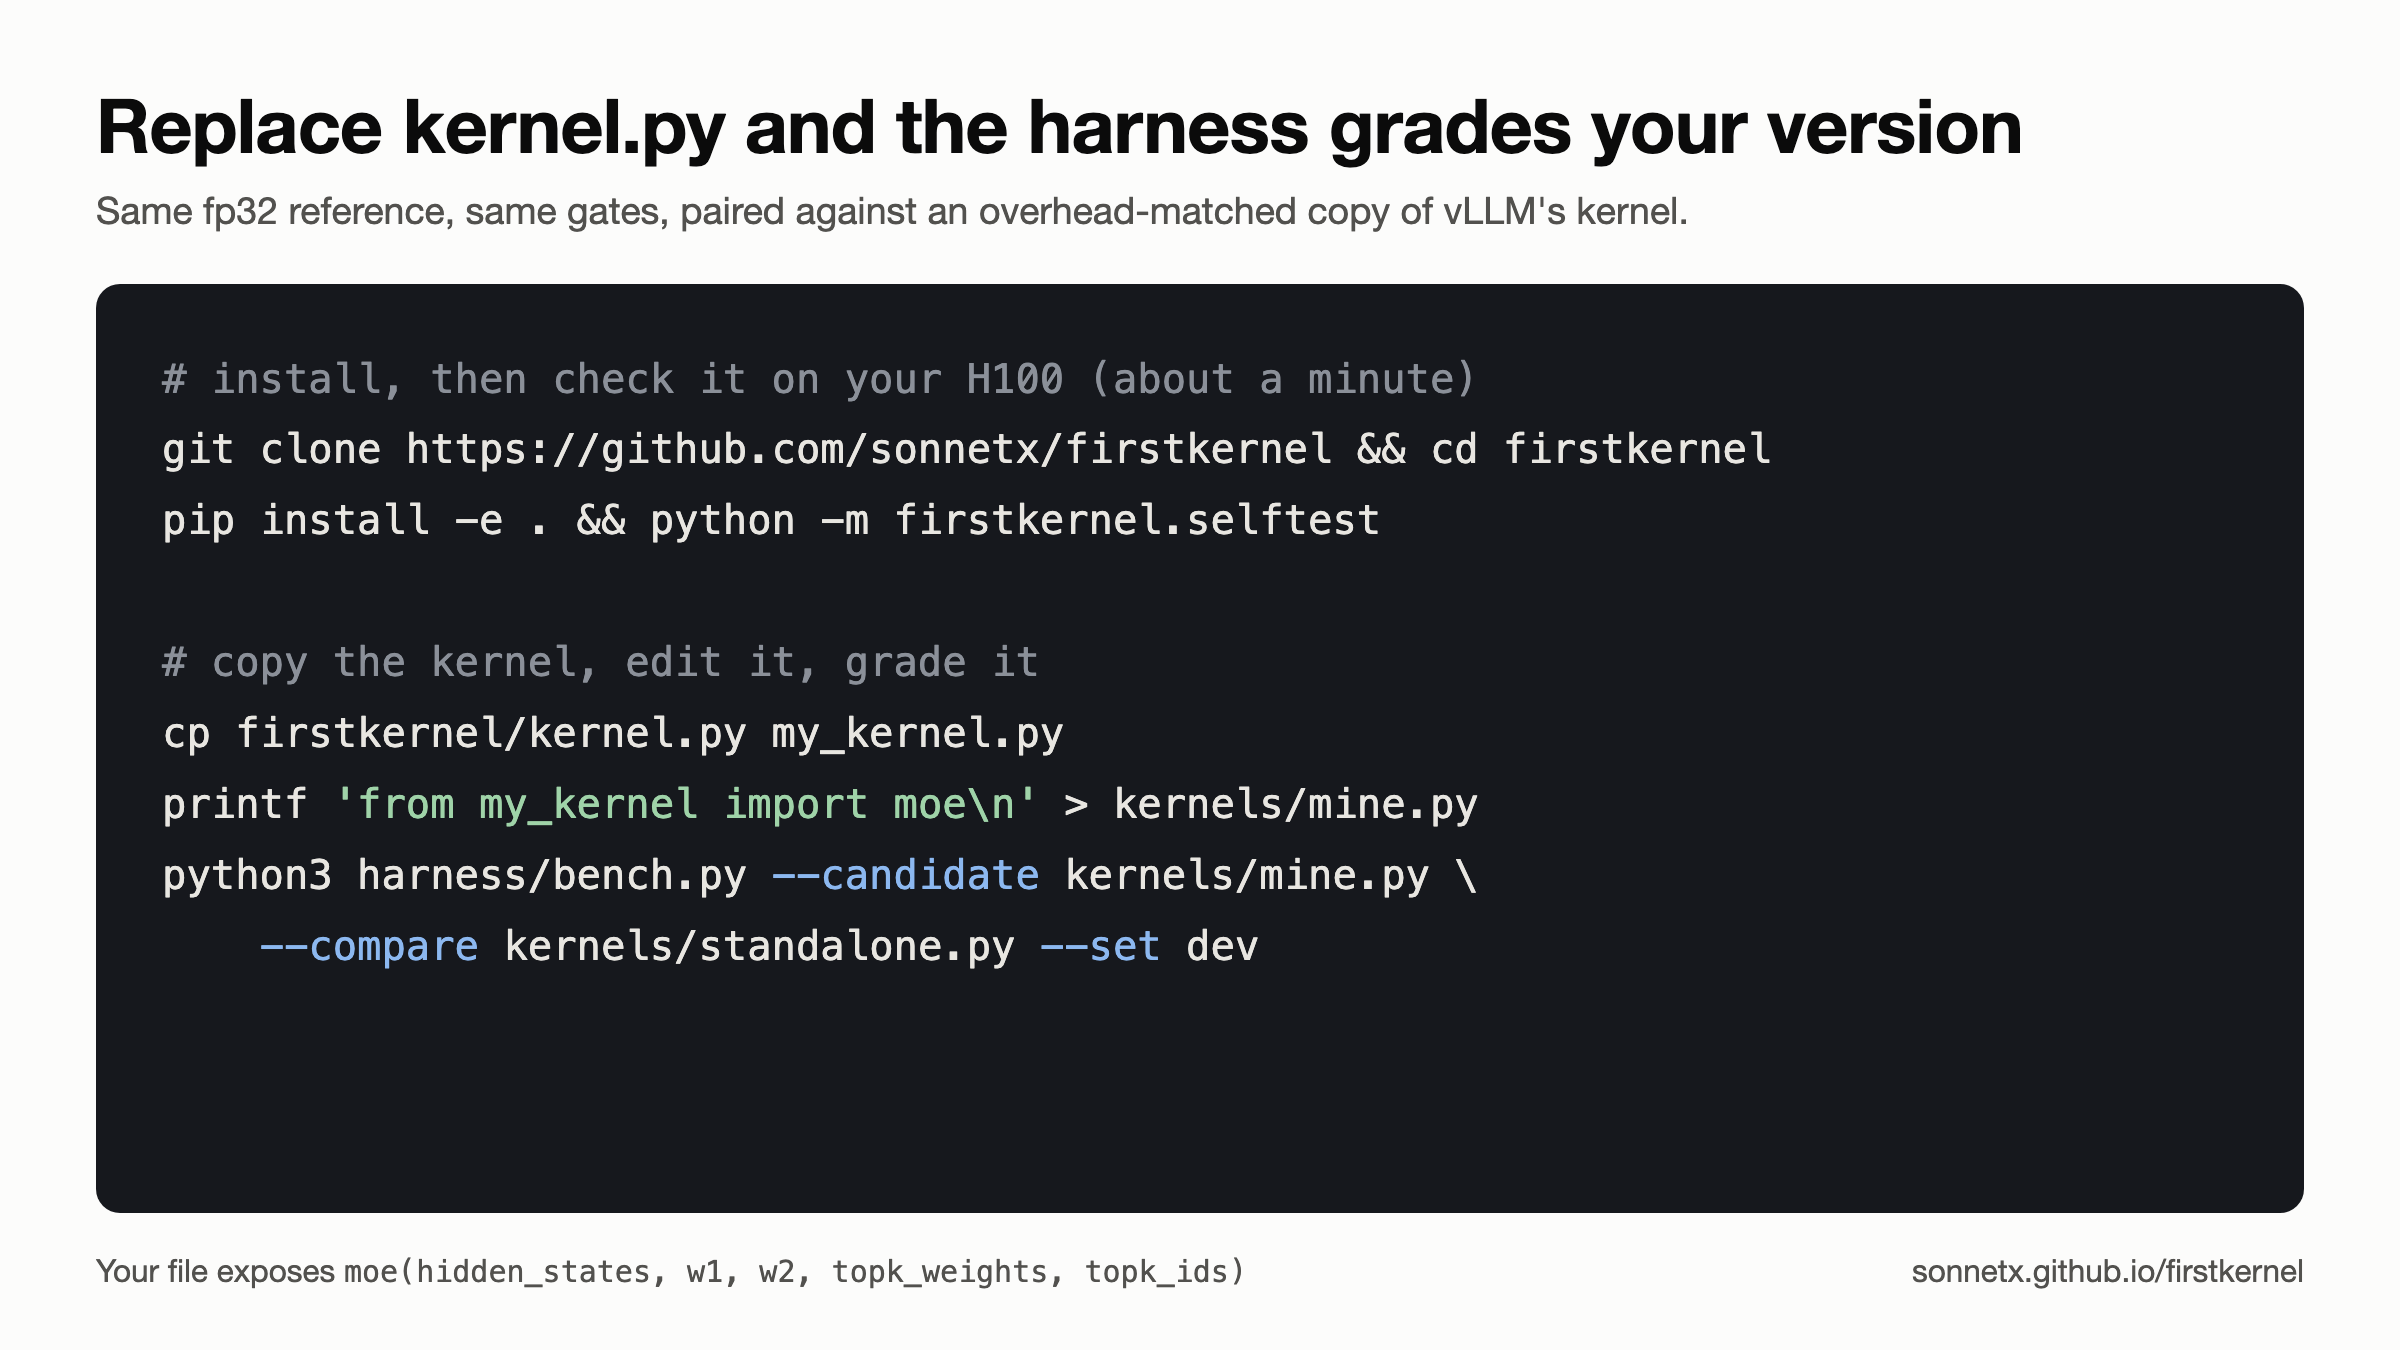 Replace kernel.py and the harness grades your version
Same fp32 reference, same gates, paired against an overhead-matched copy of vLLM's kernel.
# install, then check it on your H100 (about a minute)
git clone https://github.com/sonnetx/firstkernel && cd firstkernel
pip install -e . && python -m firstkernel.selftest
# copy the kernel, edit it, grade it
cp firstkernel/kernel.py my_kernel.py
printf 'from my_kernel import moe\n' > kernels/mine.py
python3 harness/bench.py --candidate kernels/mine.py \
    --compare kernels/standalone.py --set dev
Your file exposes moe(hidden_states, w1, w2, topk_weights, topk_ids)
sonnetx.github.io/firstkernel